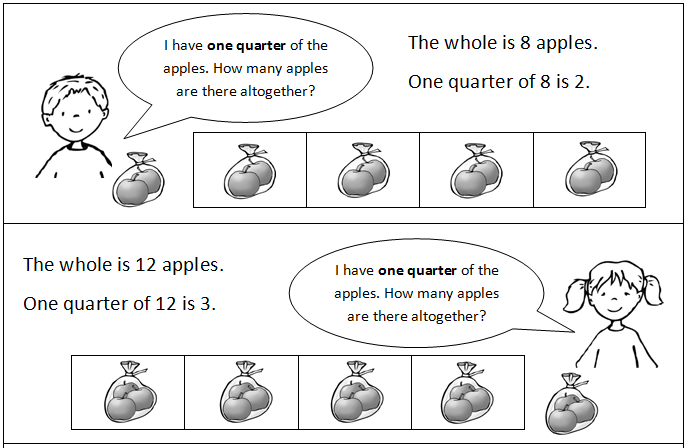 I have one quarter of the
apples. How many apples
are there altogether?
The whole is 8 apples.
One quarter of 8 is 2.
The whole is 12 apples.
One quarter of 12 is 3.
I have one quarter of the
apples. How many apples
are there altogether?